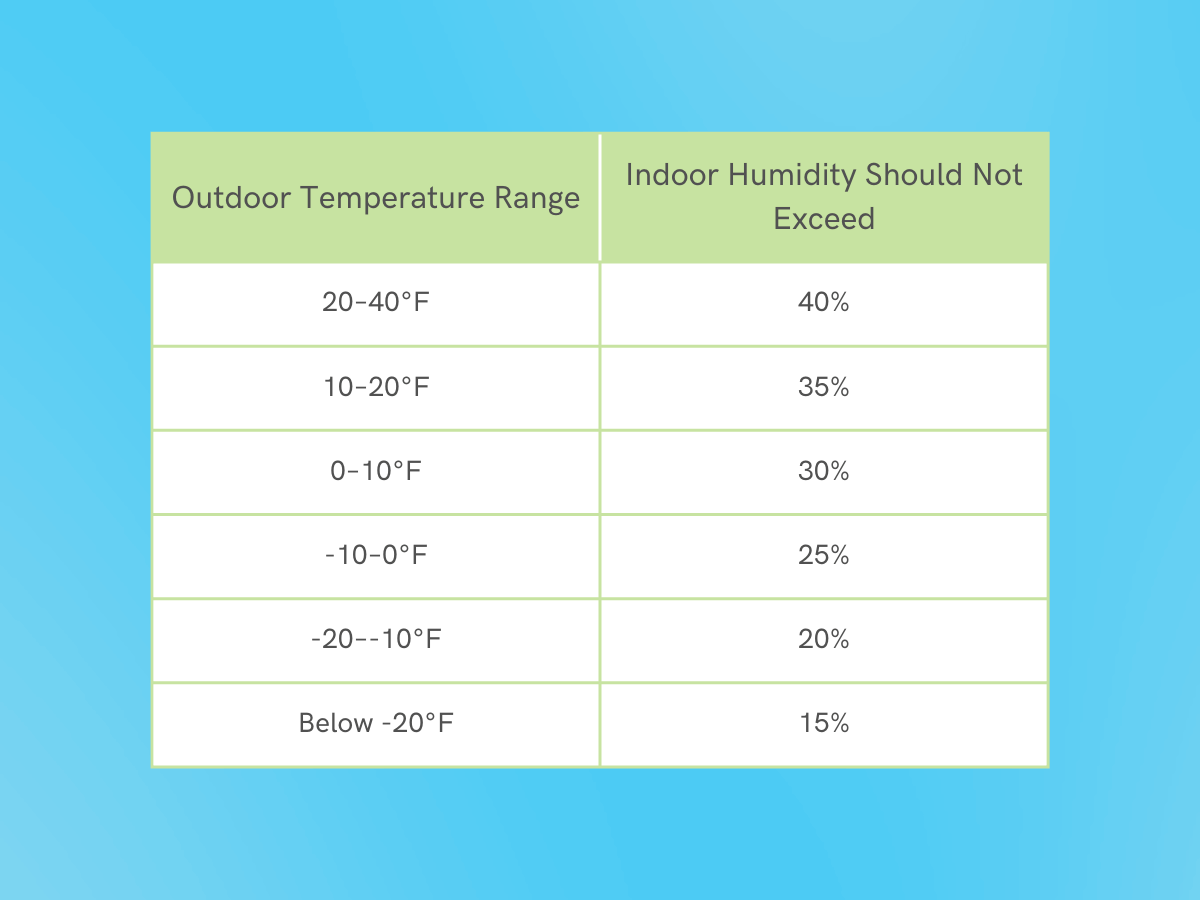 Outdoor Temperature Range
Indoor Humidity Should Not
Exceed
20–40°F
40%
10–20°F
35%
0–10°F
30%
-10–0°F
25%
-20–-10°F
20%
Below -20°F
15%